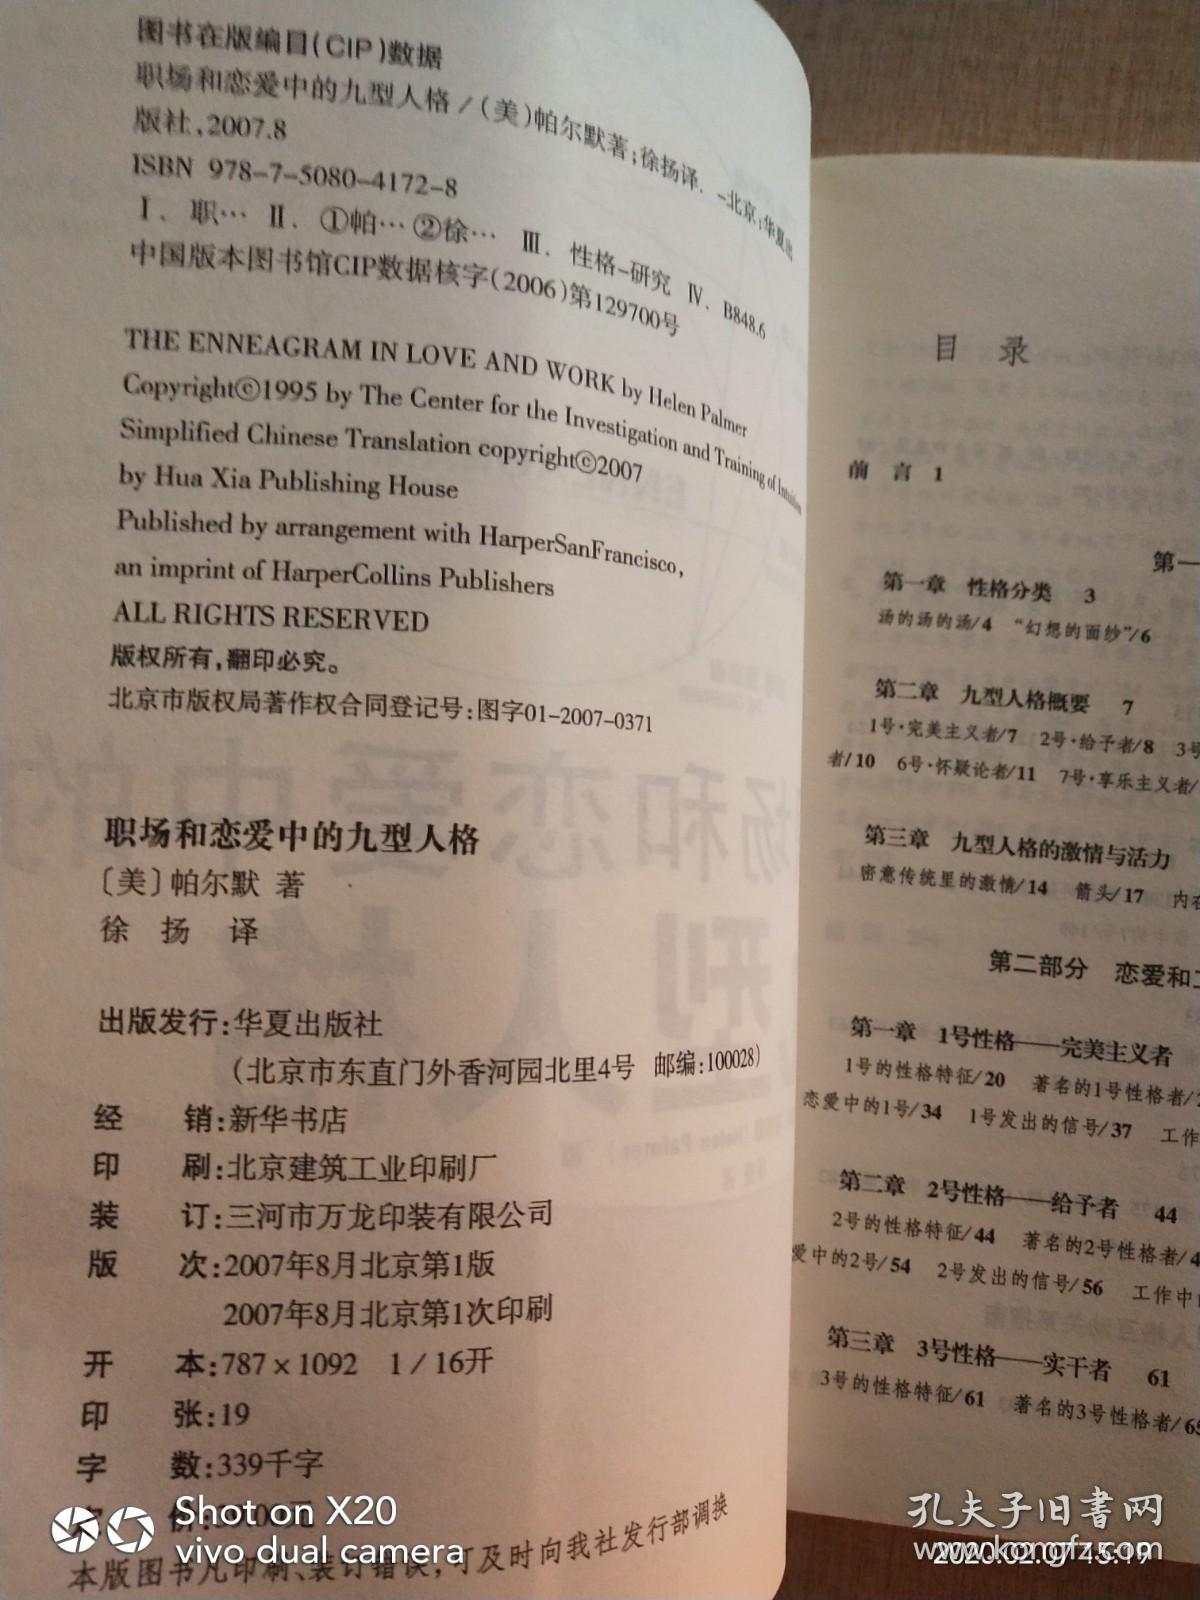 图书在版编目(CIP)数据
职场和恋爱中的九型人格/(美)帕尔默著;徐扬译. -北京:华夏出
版社,2007.8
ISBN 978-7-5080-4172-8
Ⅰ、职… Ⅱ. ①帕…②徐… Ⅲ. 性格-研究 Ⅳ. B848.6
中国版本图书馆CIP数据核字(2006)第129700号
THE ENNEAGRAM IN LOVE AND WORK by Helen Palmer
Copyright©1995 by The Center for the Investigation and Training of Intuition
Simplified Chinese Translation copyright©2007
by Hua Xia Publishing House
Published by arrangement with HarperSanFrancisco,
an imprint of HarperCollins Publishers
ALL RIGHTS RESERVED
版权所有,翻印必究。
北京市版权局著作权合同登记号:图字01-2007-0371
职场和恋爱中的九型人格
〔美〕帕尔默 著
徐 扬 译
出版发行:华夏出版社
(北京市东直门外香河园北里4号 邮编:100028)
经 销:新华书店
印 刷:北京建筑工业印刷厂
装 订:三河市万龙印装有限公司
版 次:2007年8月北京第1版
2007年8月北京第1次印刷
开 本:787×1092 1/16开
印 张:19
字 数:339千字
价:
本版图书凡印刷、装订错误,可及时向我社发行部调换
目 录
前 言 1
第一
第一章 性格分类 3
汤的汤的汤/4 “幻想的面纱”/6
第二章 九型人格概要 7
1号·完美主义者/7 2号·给予者/8 3号
者/10 6号·怀疑论者/11 7号·享乐主义者/
第三章 九型人格的激情与活力
密意传统里的激情/14 箭头/17 内在
第二部分 恋爱和工
第一章 1号性格——完美主义者
1号的性格特征/20 著名的1号性格者/2
恋爱中的1号/34 1号发出的信号/37 工作
第二章 2号性格——给予者 44
2号的性格特征/44 著名的2号性格者/4
爱中的2号/54 2号发出的信号/56 工作中
第三章 3号性格——实干者 61
3号的性格特征/61 著名的3号性格者/65
Shot on X20
vivo dual camera
孔夫子旧书网
www.kongfz.com
2020.02.07 15:19